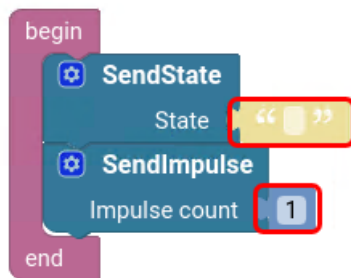 begin
SendState
State “ ”
SendImpulse
Impulse count 1
end